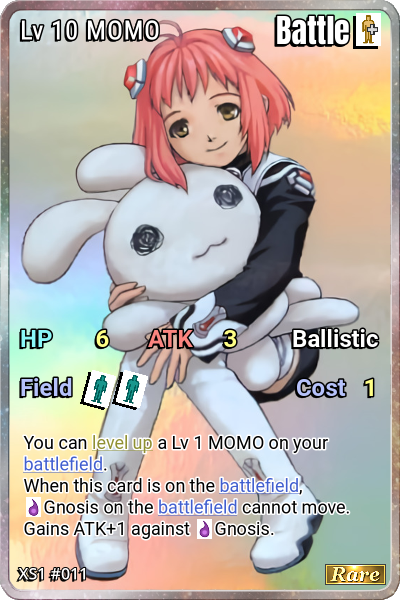 Lv 10 MOMO Battle
HP 6 ATK 3 Ballistic
Field Cost 1
You can level up a Lv 1 MOMO on your
battlefield.
When this card is on the battlefield,
Gnosis on the battlefield cannot move.
Gains ATK+1 against Gnosis.
XS1 #011 Rare